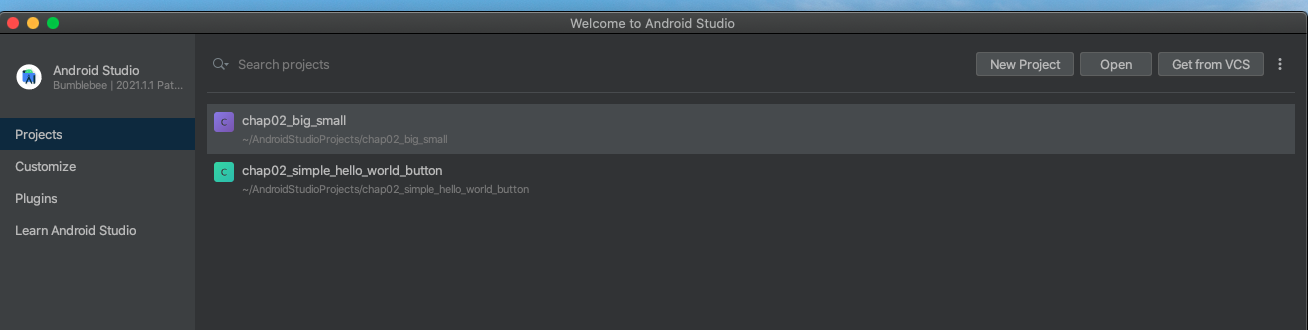 Welcome to Android Studio
Android Studio
Bumblebee | 2021.1.1 Pat...
Projects
Customize
Plugins
Learn Android Studio
Search projects
New Project
Open
Get from VCS
C
chap02_big_small
~/AndroidStudioProjects/chap02_big_small
C
chap02_simple_hello_world_button
~/AndroidStudioProjects/chap02_simple_hello_world_button